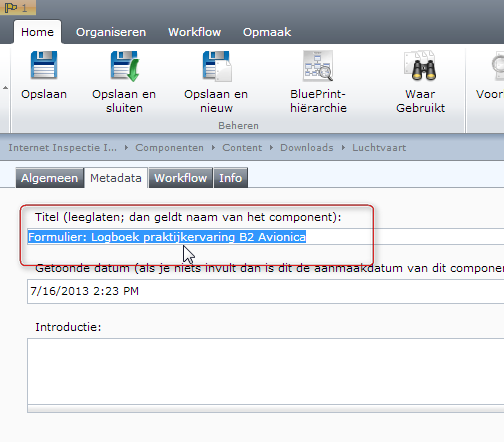 1
Home Organiseren Workflow Opmaak
Opslaan Opslaan en sluiten Opslaan en nieuw BluePrint-hiërarchie Waar Gebruikt Voor
Beheren
Internet Inspectie I... Componenten Content Downloads Luchtvaart
Algemeen Metadata Workflow Info
Titel (leeglaten; dan geldt naam van het component):
Formulier: Logboek praktijkervaring B2 Avionica
Getoonde datum (als je niets invult dan is dit de aanmaakdatum van dit compone
7/16/2013 2:23 PM
Introductie: